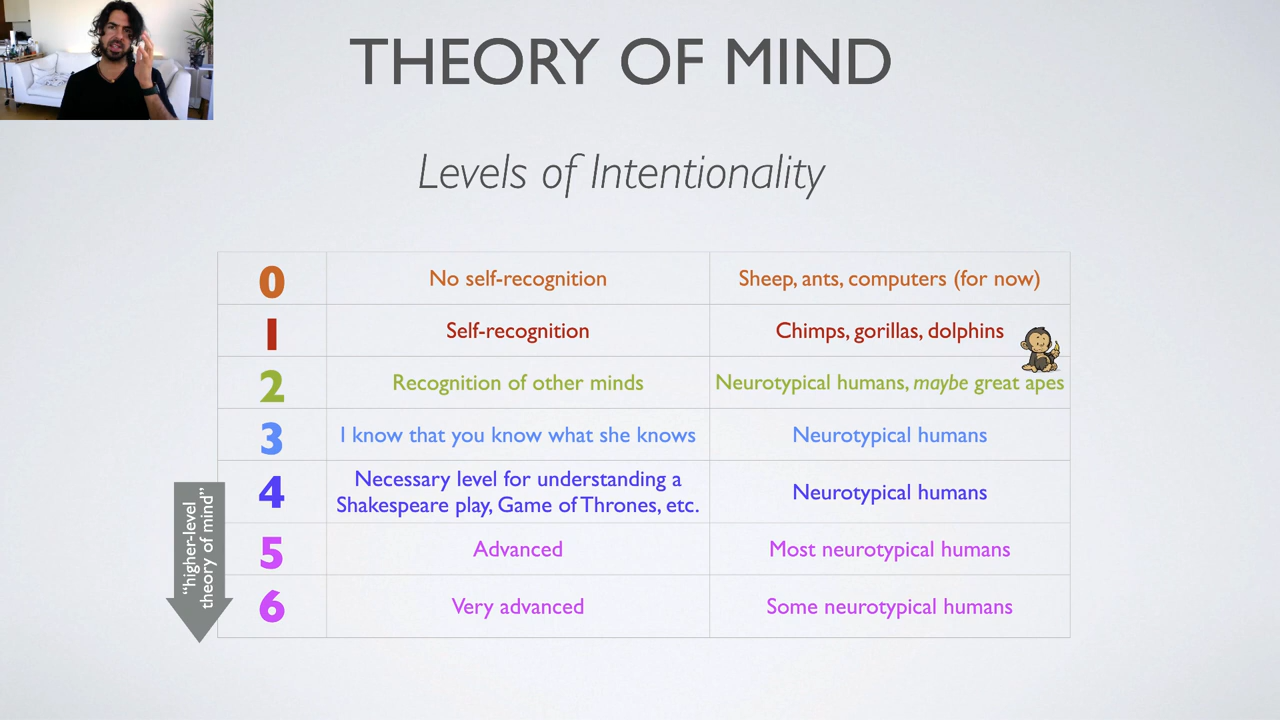 THEORY OF MIND
Levels of Intentionality
0 No self-recognition Sheep, ants, computers (for now)
1 Self-recognition Chimps, gorillas, dolphins
2 Recognition of other minds Neurotypical humans, maybe great apes
3 I know that you know what she knows Neurotypical humans
4 Necessary level for understanding a
Shakespeare play, Game of Thrones, etc. Neurotypical humans
5 Advanced Most neurotypical humans
6 Very advanced Some neurotypical humans
“higher-level
theory of mind”